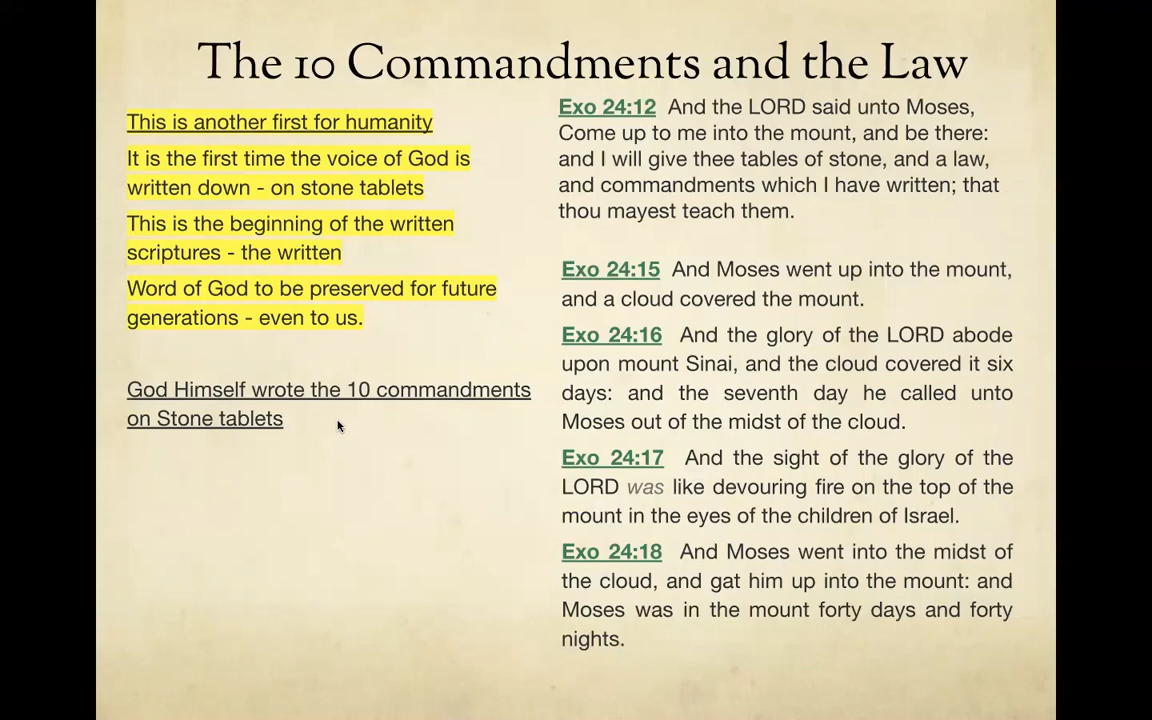 The 10 Commandments and the Law
This is another first for humanity
It is the first time the voice of God is
written down - on stone tablets
This is the beginning of the written
scriptures - the written
Word of God to be preserved for future
generations - even to us.
God Himself wrote the 10 commandments
on Stone tablets
Exo 24:12 And the LORD said unto Moses,
Come up to me into the mount, and be there:
and I will give thee tables of stone, and a law,
and commandments which I have written; that
thou mayest teach them.
Exo 24:15 And Moses went up into the mount,
and a cloud covered the mount.
Exo 24:16 And the glory of the LORD abode
upon mount Sinai, and the cloud covered it six
days: and the seventh day he called unto
Moses out of the midst of the cloud.
Exo 24:17 And the sight of the glory of the
LORD was like devouring fire on the top of the
mount in the eyes of the children of Israel.
Exo 24:18 And Moses went into the midst of
the cloud, and gat him up into the mount: and
Moses was in the mount forty days and forty
nights.